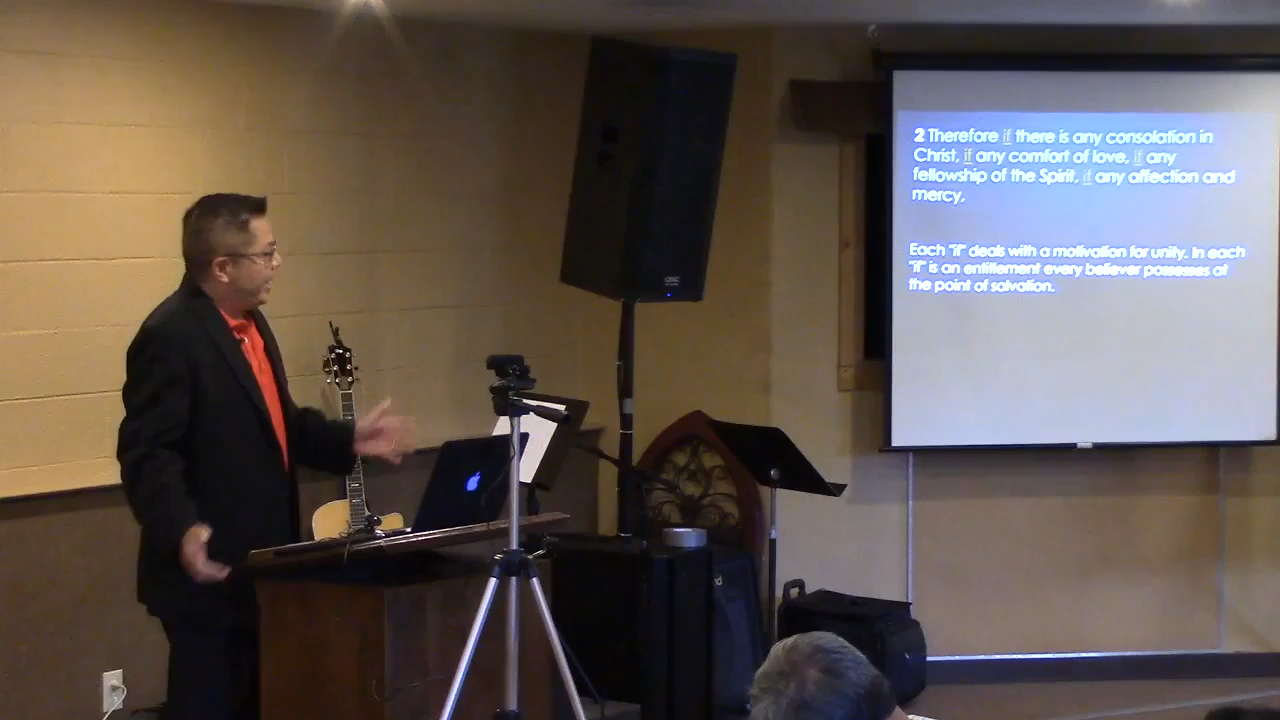 2 Therefore if there is any consolation in
Christ, if any comfort of love, if any
fellowship of the Spirit, if any affection and
mercy,
Each "if" deals with a motivation for unity. In each
"if" is an entitlement every believer possesses at
the point of salvation.
QSC